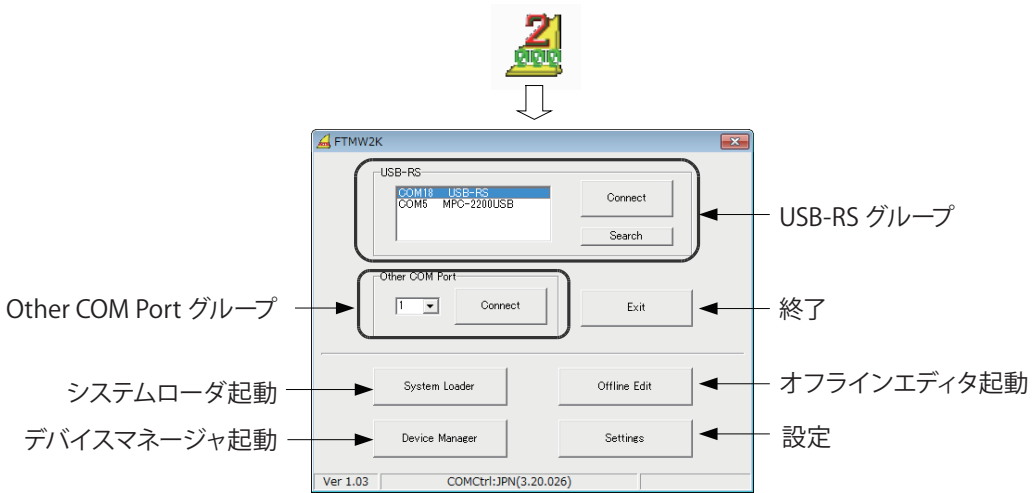 2
000
FTMW2K
USB-RS
COM18 USB-RS
COM5 MPC-2200USB
Connect
Search
USB-RS グループ
Other COM Port
1
Connect
Exit
Other COM Port グループ
終了
System Loader
Offline Edit
システムローダ起動
オフラインエディタ起動
Device Manager
Settings
デバイスマネージャ起動
設定
Ver 1.03
COMCtrl:JPN(3.20.026)